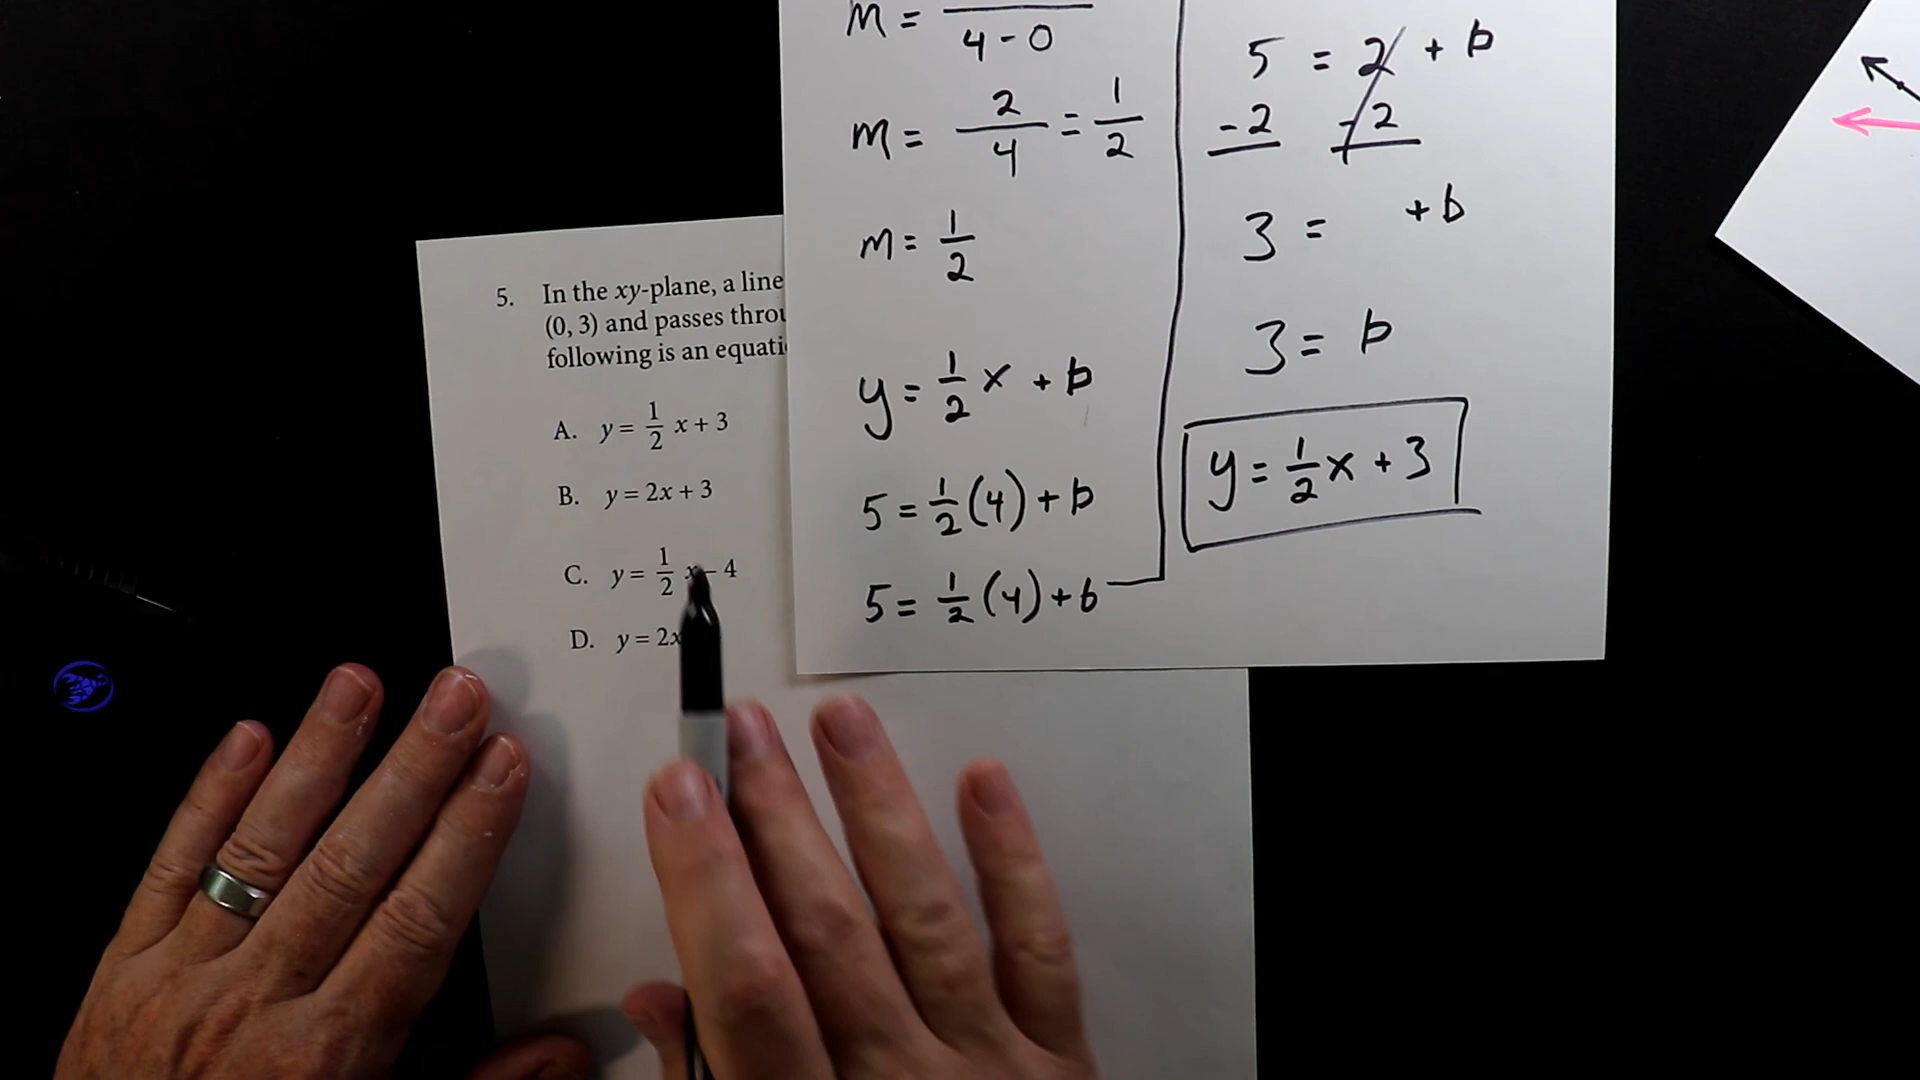 5. In the xy-plane, a line
(0, 3) and passes
following is an
A. y = 1/2 x + 3
B. y = 2x + 3
C. y = 1/2 x – 4
D. y = 2x
m =
4 - 0
m = 2/4 = 1/2
m = 1/2
y = 1/2 x + b
5 = 1/2 (4) + b
5 = 1/2 (4) + b
5 = 2 + b
-2 -2
3 = + b
3 = b
y = 1/2 x + 3